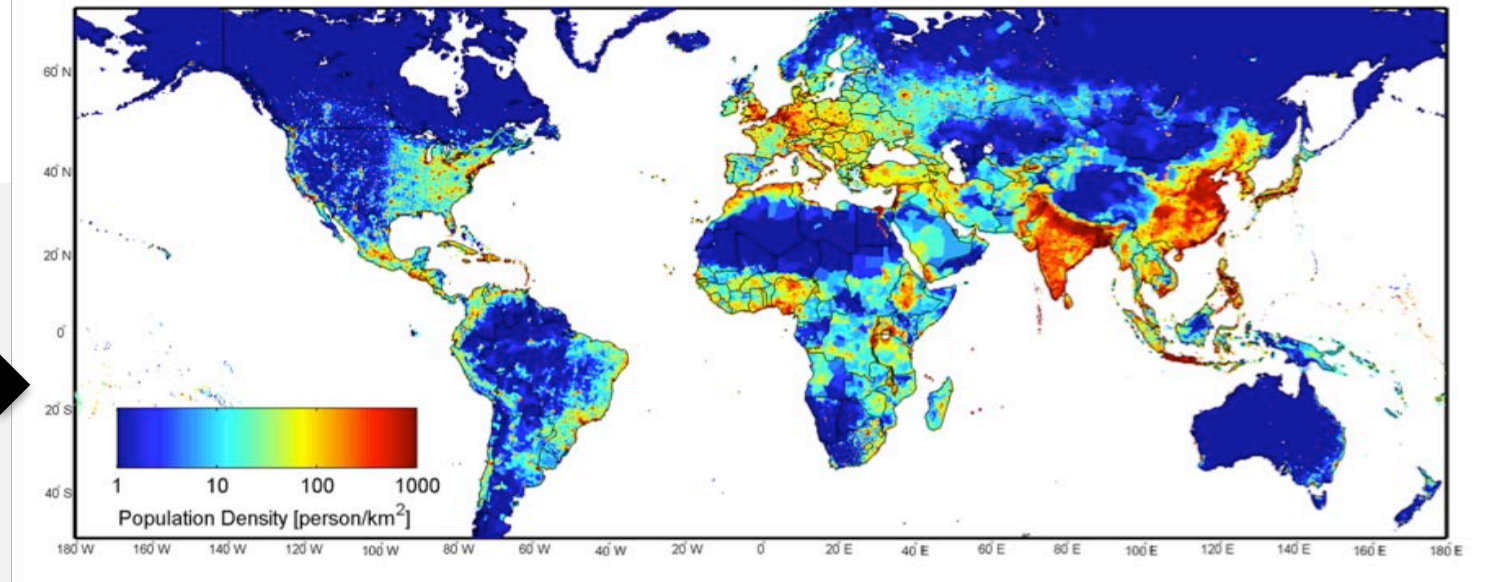 60° N
40° N
20° N
0°
20° S
40° S
1 10 100 1000
Population Density [person/km²]
180 W 160 W 140 W 120 W 100 W 80 W 60 W 40 W 20 W 0 20 E 40 E 60 E 80 E 100 E 120 E 140 E 160 E 180 E